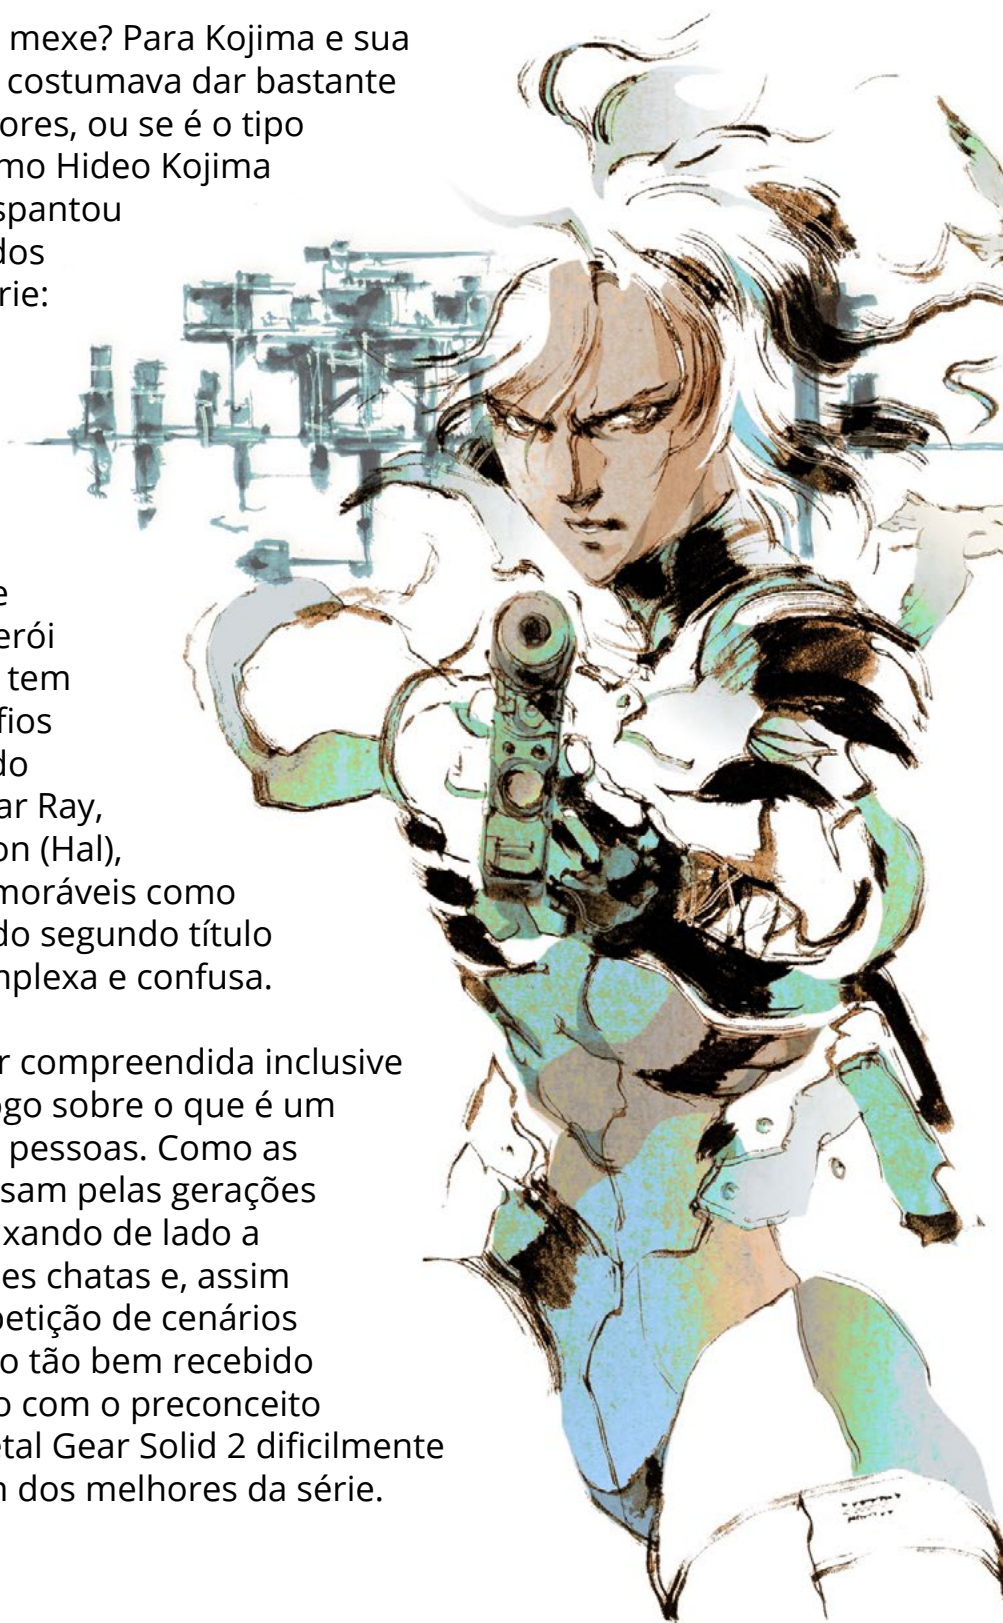 mexe? Para Kojima e sua
costumava dar bastante
ores, ou se é o tipo
mo Hideo Kojima
spantou
dos
rie:
e
erói
tem
fios
do
ar Ray,
on (Hal),
moráveis como
do segundo título
nplexa e confusa.
r compreendida inclusive
ogo sobre o que é um
pessoas. Como as
sam pelas gerações
xando de lado a
es chatas e, assim
petição de cenários
o tão bem recebido
o com o preconceito
etal Gear Solid 2 dificilmente
n dos melhores da série.